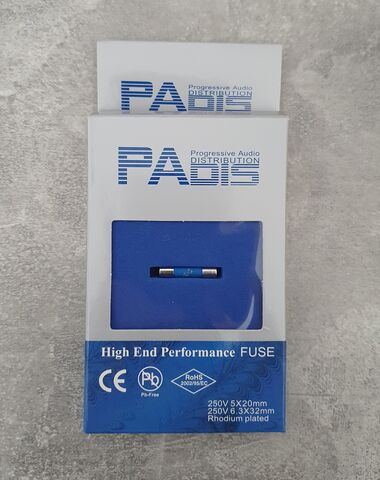 Progressive Audio
DISTRIBUTION
PADIS
Progressive Audio
DISTRIBUTION
PADIS
High End Performance FUSE
CE
Pb
Pb-Free
RoHS
2002/95/EC
250V 5X20mm
250V 6.3X32mm
Rhodium plated